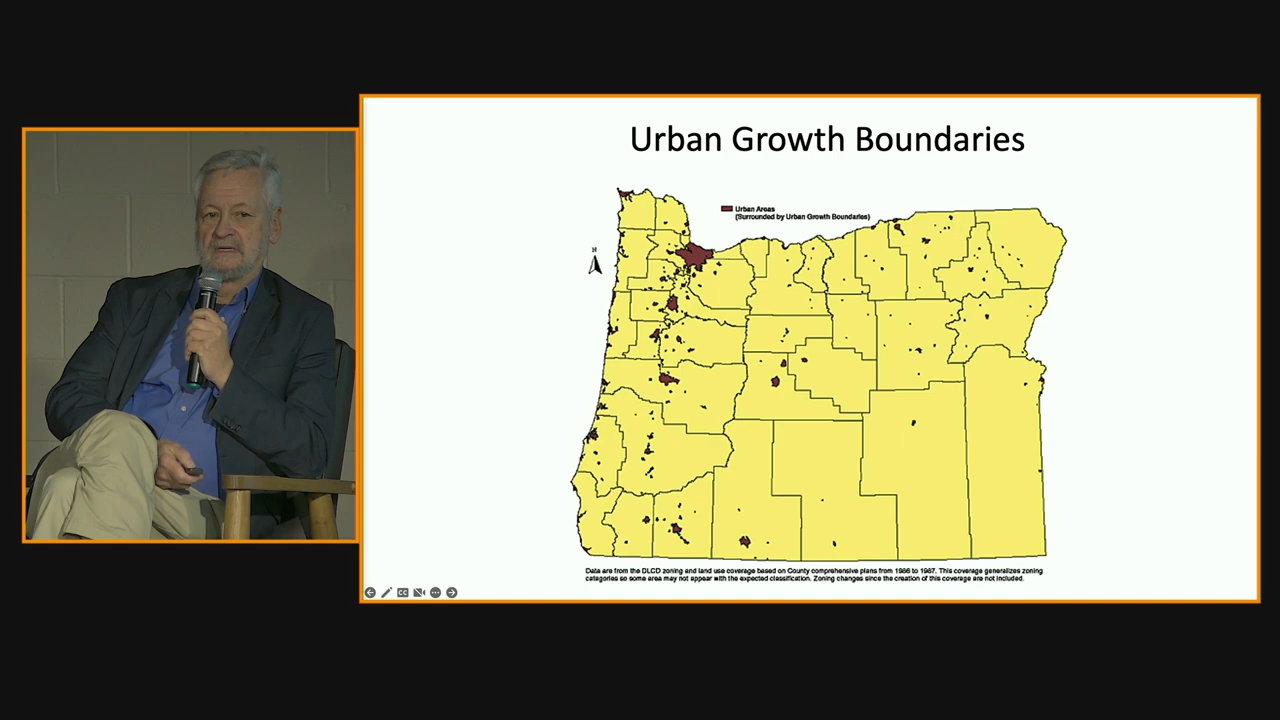 Urban Growth Boundaries
Urban Areas
(Surrounded by Urban Growth Boundaries)
N
Data are from the DLCD zoning and land use coverage based on County comprehensive plans from 1986 to 1987. This coverage generalizes zoning
catagories so some area may not appear with the expected classification. Zoning changes since the creation of this coverage are not included.
CC